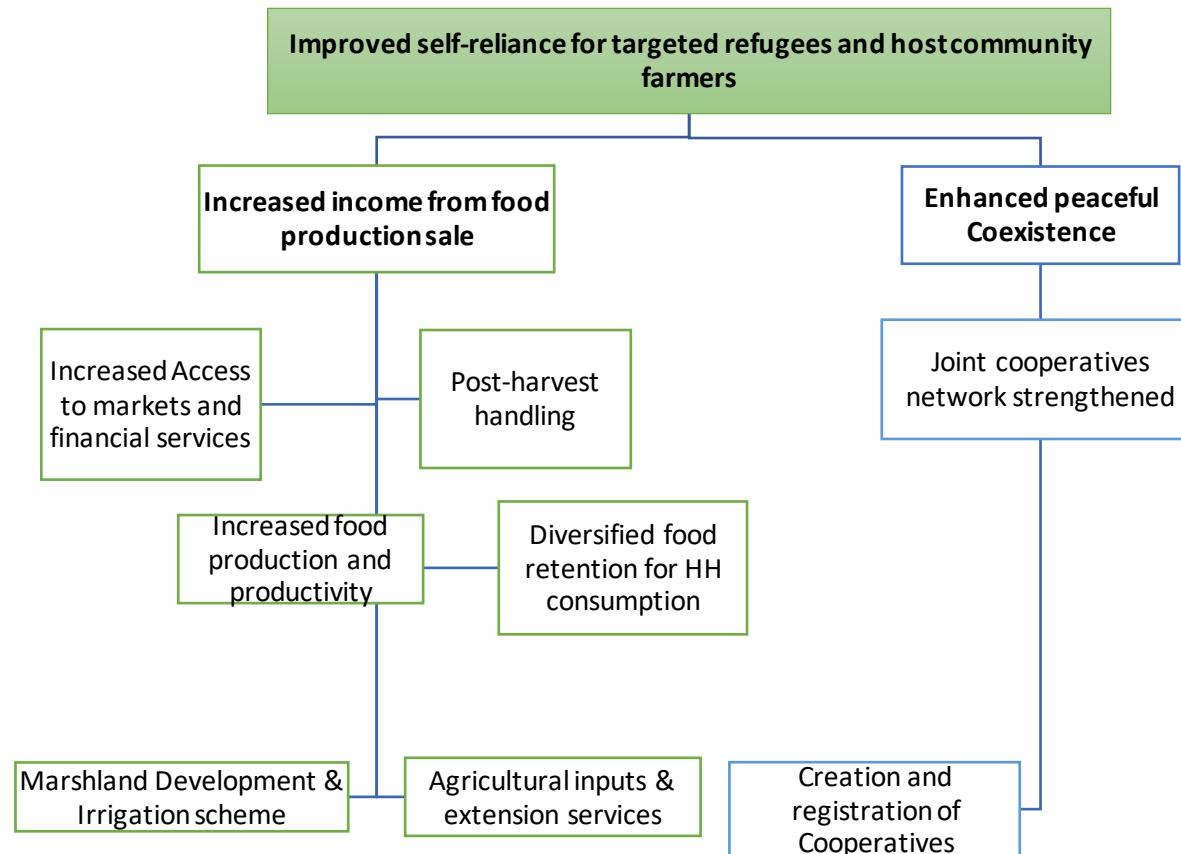 Improved self-reliance for targeted refugees and host community
farmers
Increased income from food
production sale
Enhanced peaceful
Coexistence
Increased Access
to markets and
financial services
Post-harvest
handling
Joint cooperatives
network strengthened
Increased food
production and
productivity
Diversified food
retention for HH
consumption
Marshland Development &
Irrigation scheme
Agricultural inputs &
extension services
Creation and
registration of
Cooperatives